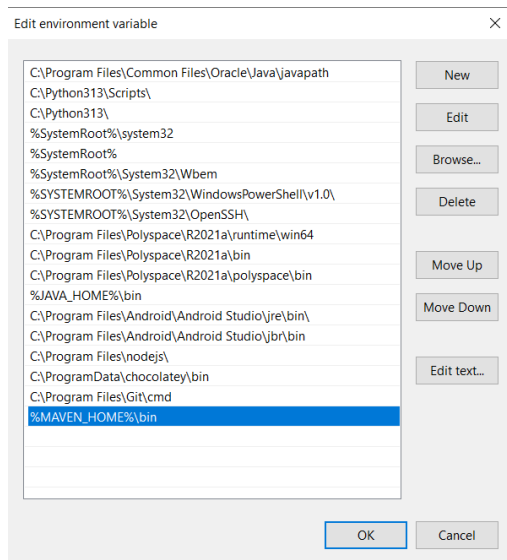 Edit environment variable
C:\Program Files\Common Files\Oracle\Java\javapath
C:\Python313\Scripts\
C:\Python313\
%SystemRoot%\system32
%SystemRoot%
%SystemRoot%\System32\Wbem
%SYSTEMROOT%\System32\WindowsPowerShell\v1.0\
%SYSTEMROOT%\System32\OpenSSH\
C:\Program Files\Polyspace\R2021a\runtime\win64
C:\Program Files\Polyspace\R2021a\bin
C:\Program Files\Polyspace\R2021a\polyspace\bin
%JAVA_HOME%\bin
C:\Program Files\Android\Android Studio\jre\bin\
C:\Program Files\Android\Android Studio\jbr\bin
C:\Program Files\nodejs\
C:\ProgramData\chocolatey\bin
C:\Program Files\Git\cmd
%MAVEN_HOME%\bin
New
Edit
Browse...
Delete
Move Up
Move Down
Edit text...
OK
Cancel